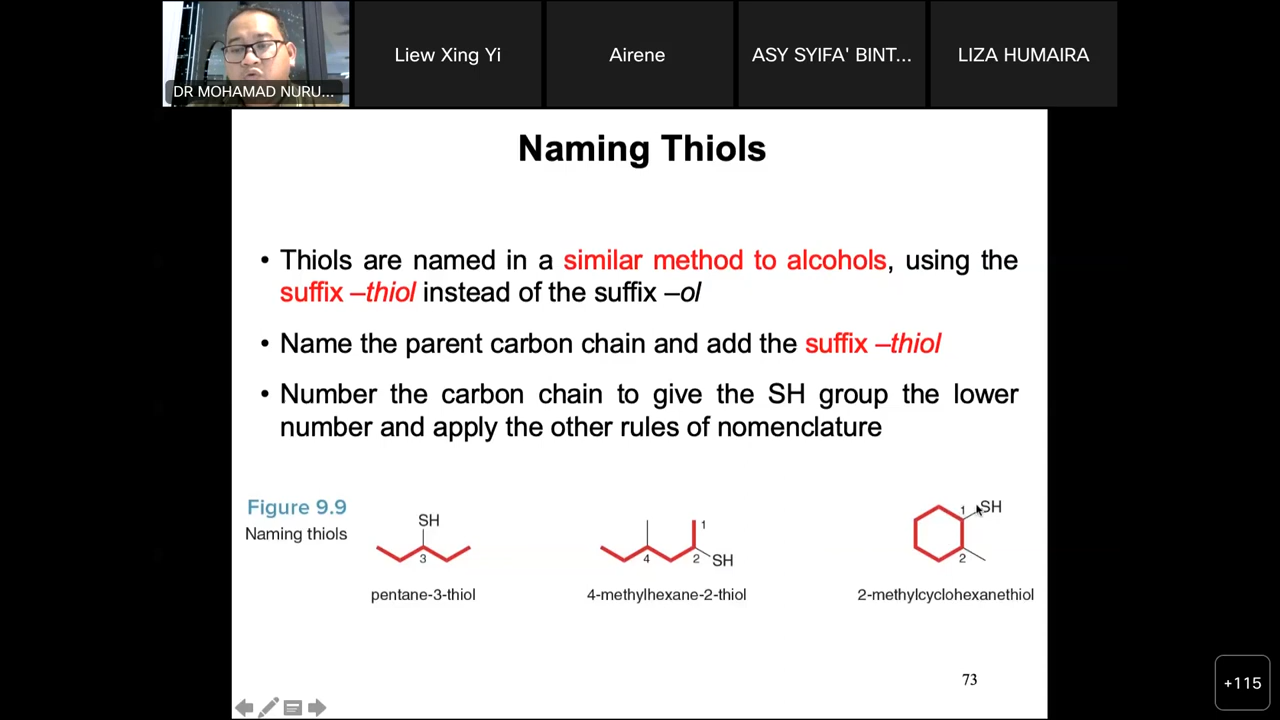 DR MOHAMAD NURU...
Liew Xing Yi
Airene
ASY SYIFA' BINT...
LIZA HUMAIRA
Naming Thiols
• Thiols are named in a similar method to alcohols, using the
suffix –thiol instead of the suffix –ol
• Name the parent carbon chain and add the suffix –thiol
• Number the carbon chain to give the SH group the lower
number and apply the other rules of nomenclature
Figure 9.9
Naming thiols
SH
3
pentane-3-thiol
1
4
2
SH
4-methylhexane-2-thiol
1
SH
2
2-methylcyclohexanethiol
73
+115